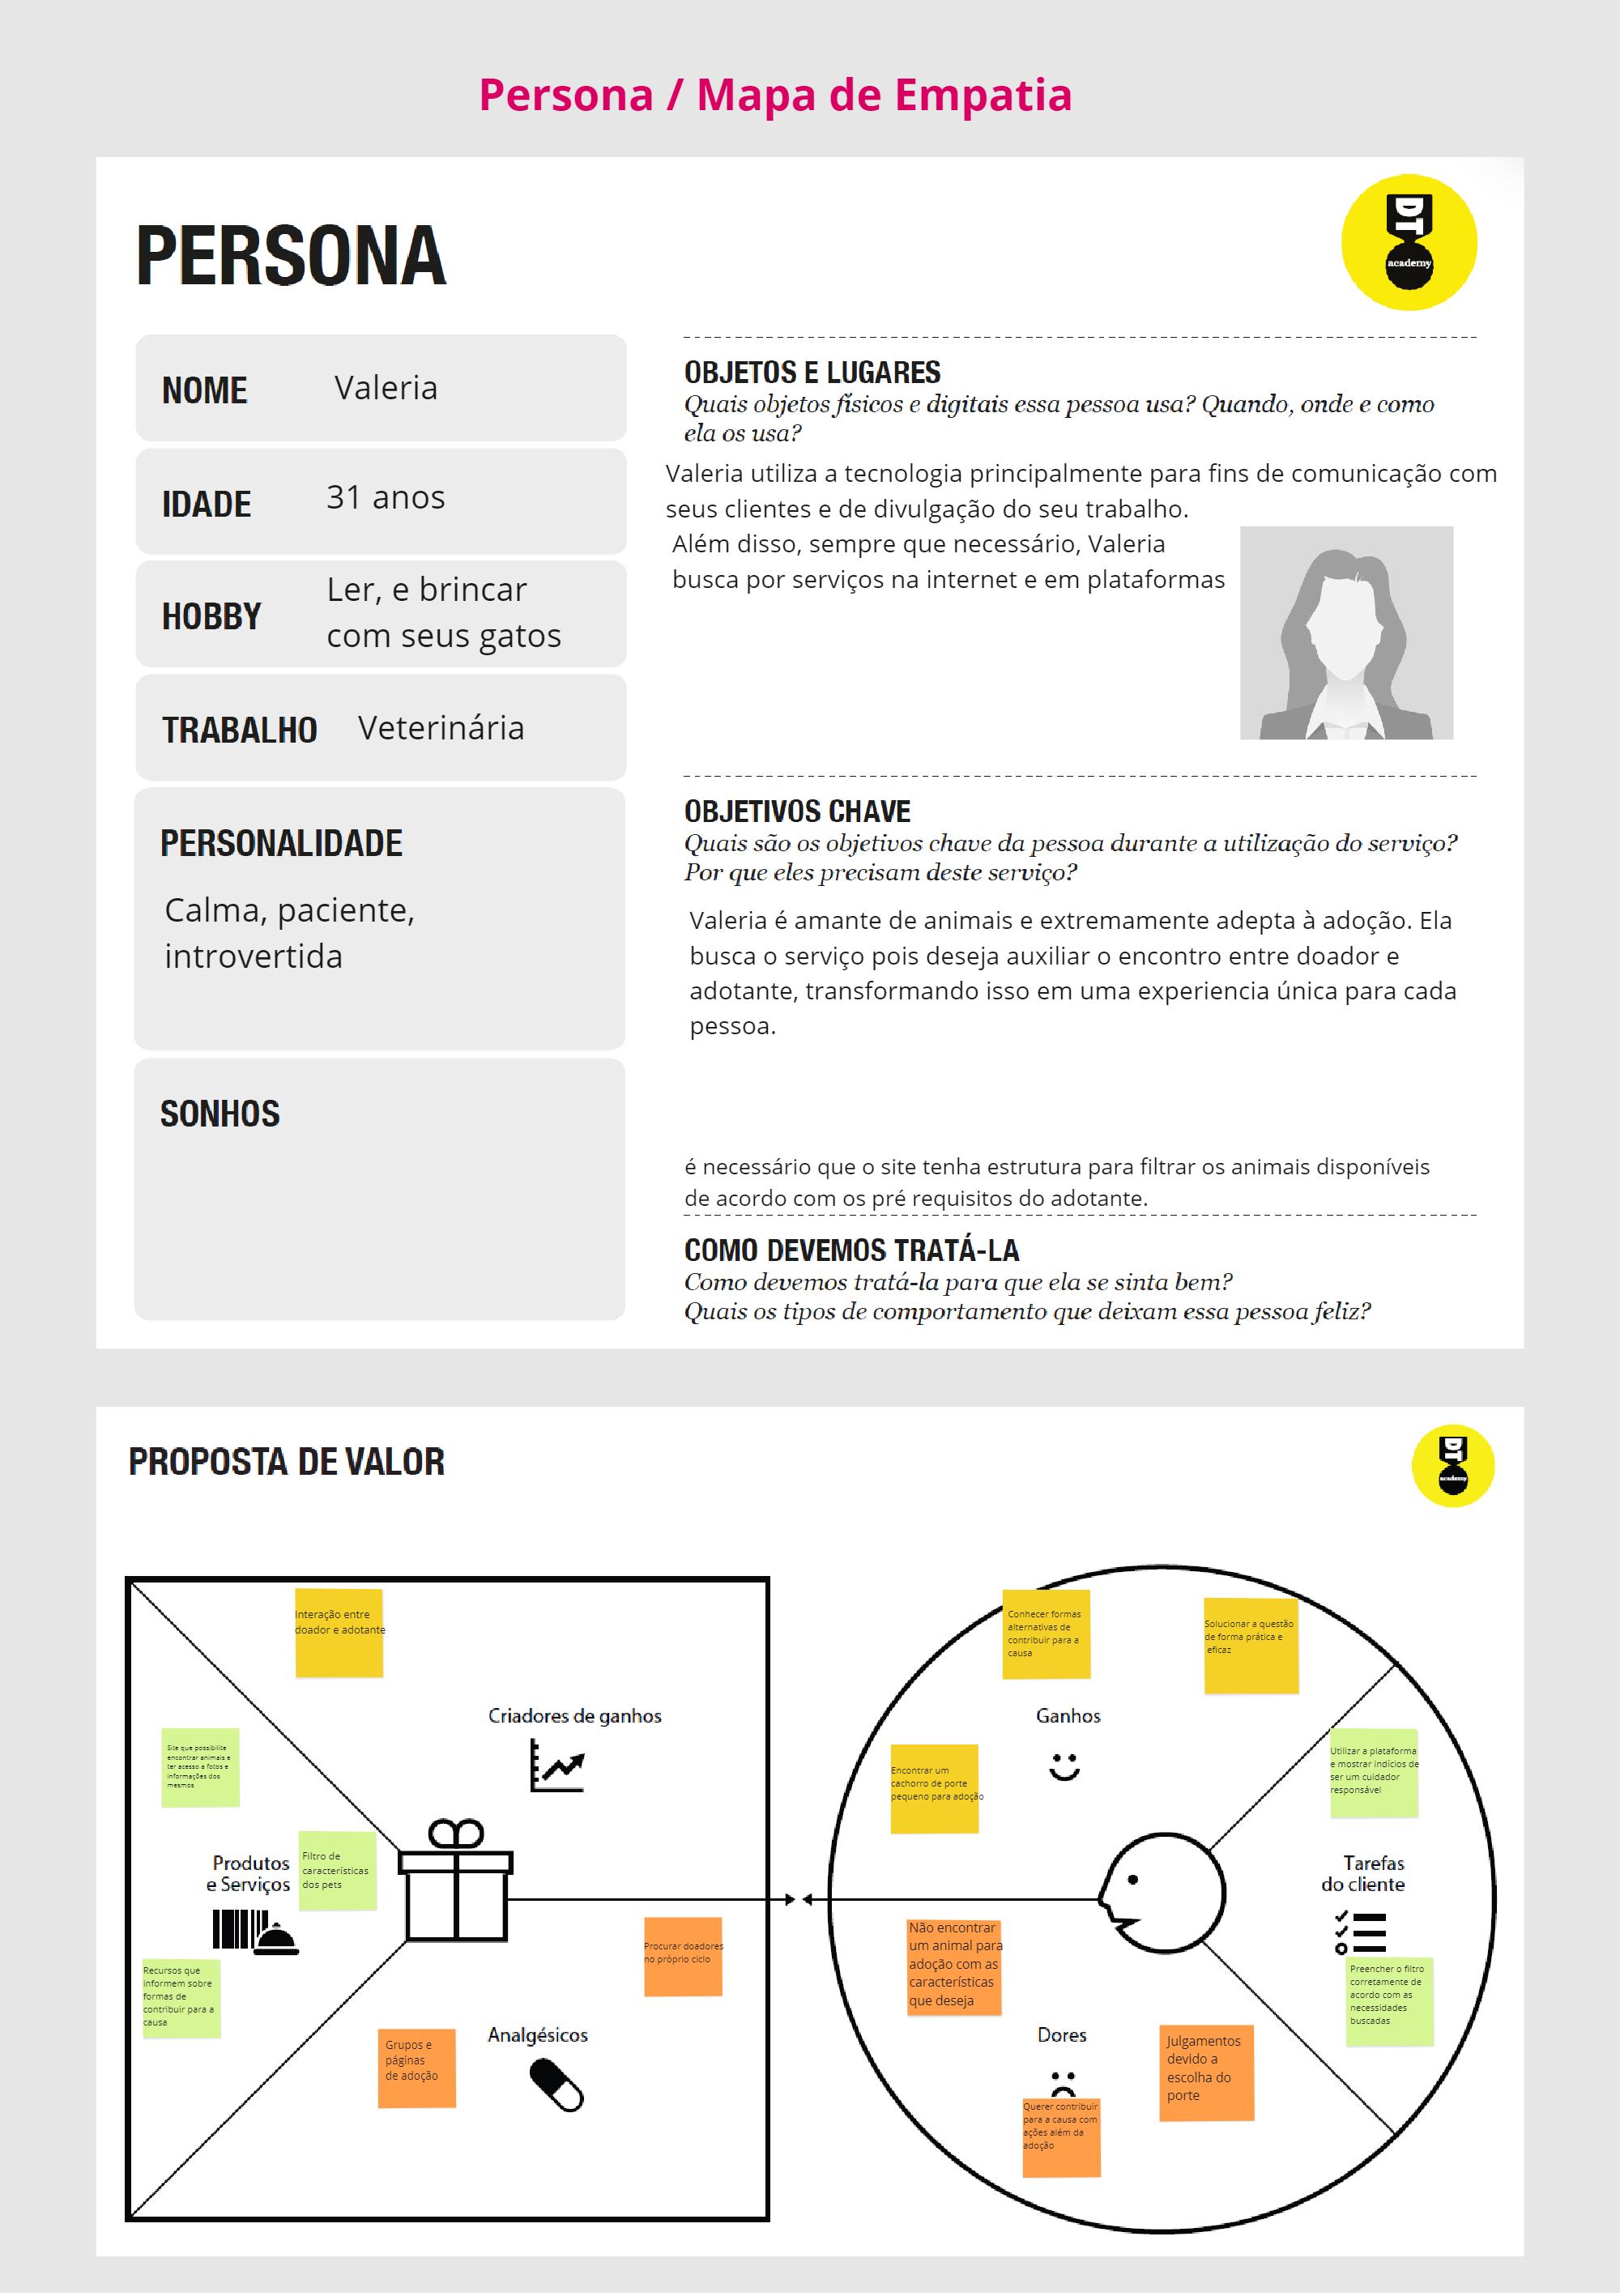 Persona / Mapa de Empatia
PERSONA
DT
academy
NOME
Valeria
IDADE
31 anos
HOBBY
Ler, e brincar
com seus gatos
TRABALHO
Veterinária
PERSONALIDADE
Calma, paciente,
introvertida
SONHOS
OBJETOS E LUGARES
Quais objetos físicos e digitais essa pessoa usa? Quando, onde e como
ela os usa?
Valeria utiliza a tecnologia principalmente para fins de comunicação com
seus clientes e de divulgação do seu trabalho.
Além disso, sempre que necessário, Valeria
busca por serviços na internet e em plataformas
OBJETIVOS CHAVE
Quais são os objetivos chave da pessoa durante a utilização do serviço?
Por que eles precisam deste serviço?
Valeria é amante de animais e extremamente adepta à adoção. Ela
busca o serviço pois deseja auxiliar o encontro entre doador e
adotante, transformando isso em uma experiencia única para cada
pessoa.
é necessário que o site tenha estrutura para filtrar os animais disponíveis
de acordo com os pré requisitos do adotante.
COMO DEVEMOS TRATÁ-LA
Como devemos tratá-la para que ela se sinta bem?
Quais os tipos de comportamento que deixam essa pessoa feliz?
PROPOSTA DE VALOR
DT
academy
Interação entre
doador e adotante
Criadores de ganhos
Site que possibilite
encontrar animais e
ter acesso a fotos e
informações dos
mesmos
Produtos
e Serviços
Filtro de
características
dos pets
Recursos que
informem sobre
formas de
contribuir para a
causa
Procurar doadores
no próprio ciclo
Analgésicos
Grupos e
páginas
de adoção
Conhecer formas
alternativas de
contribuir para a
causa
Solucionar a questão
de forma prática e
eficaz
Ganhos
Encontrar um
cachorro de porte
pequeno para adoção
Utilizar a plataforma
e mostrar indícios de
ser um cuidador
responsável
Tarefas
do cliente
Preencher o filtro
corretamente de
acordo com as
necessidades
buscadas
Não encontrar
um animal para
adoção com as
características
que deseja
Dores
Julgamentos
devido a
escolha do
porte
Querer contribuir
para a causa com
ações além da
adoção